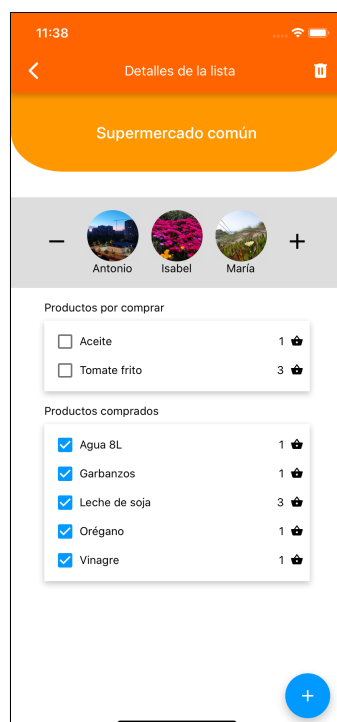 11:38
Detalles de la lista
Supermercado común
−
Antonio
Isabel
María
+
Productos por comprar
Aceite 1
Tomate frito 3
Productos comprados
Agua 8L 1
Garbanzos 1
Leche de soja 3
Orégano 1
Vinagre 1
+